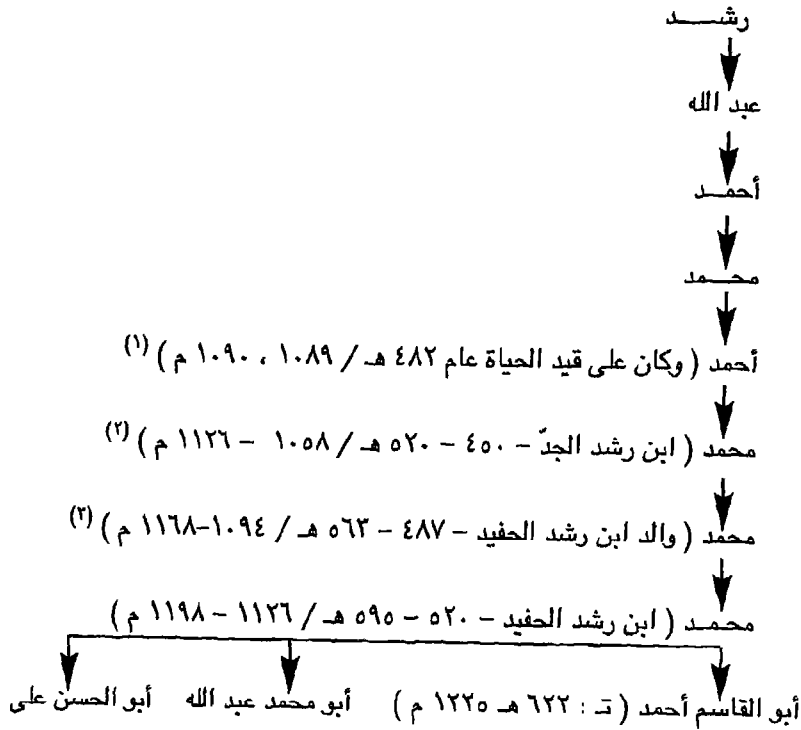 رشـــد
عبد الله
أحمـد
محـــمد
أحمد ( وكان على قيد الحياة عام ٤٨٢ هـ / ١٠٨٩ ، ١٠٩٠ م ) (١)
محمد ( ابن رشد الجدّ – ٤٥٠ – ٥٢٠ هـ / ١٠٥٨ – ١١٢٦ م ) (٢)
محمد ( والد ابن رشد الحفيد – ٤٨٧ – ٥٦٣ هـ / ١٠٩٤-١١٦٨ م ) (٣)
محمـد ( ابن رشد الحفيد – ٥٢٠ – ٥٩٥ هـ / ١١٢٦ – ١١٩٨ م )
أبو القاسم أحمد ( تـ : ٦٢٢ هـ ١٢٢٥ م ) أبو محمد عبد الله أبو الحسن على